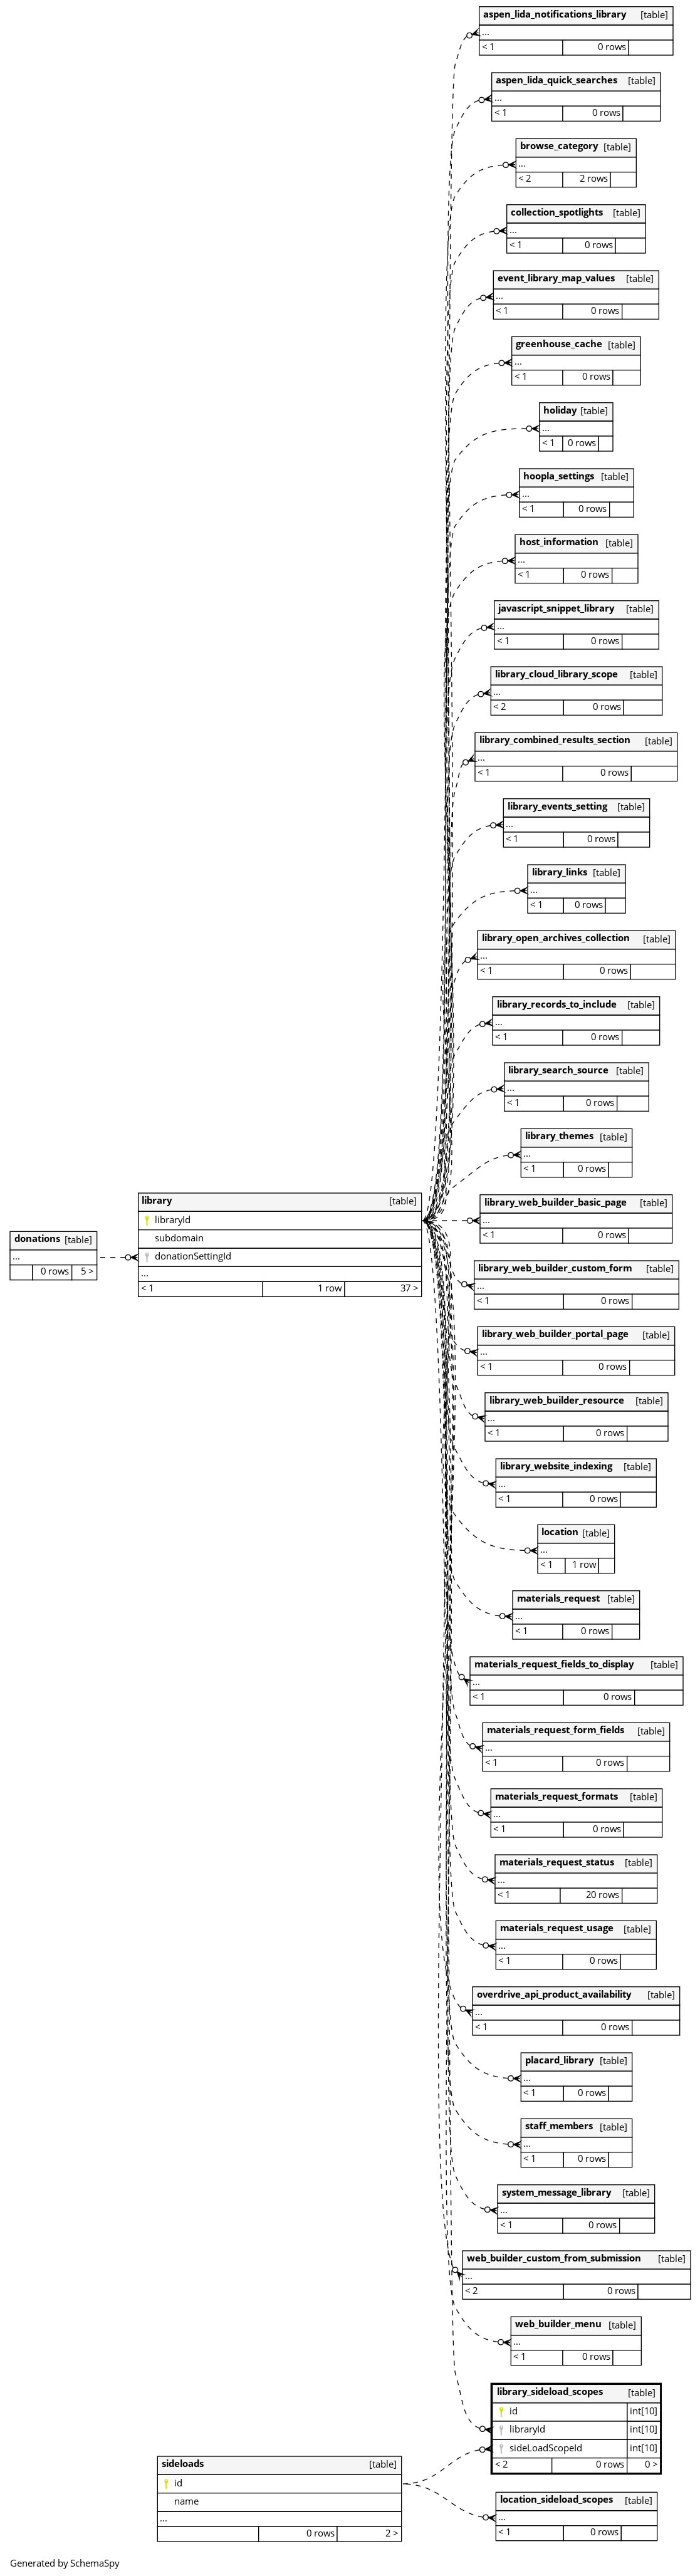 aspen_lida_notifications_library [table]
...
< 1 0 rows
aspen_lida_quick_searches [table]
...
< 1 0 rows
browse_category [table]
...
< 2 2 rows
collection_spotlights [table]
...
< 1 0 rows
event_library_map_values [table]
...
< 1 0 rows
greenhouse_cache [table]
...
< 1 0 rows
holiday [table]
...
< 1 0 rows
hoopla_settings [table]
...
< 1 0 rows
host_information [table]
...
< 1 0 rows
javascript_snippet_library [table]
...
< 1 0 rows
library_cloud_library_scope [table]
...
< 2 0 rows
library_combined_results_section [table]
...
< 1 0 rows
library_events_setting [table]
...
< 1 0 rows
library_links [table]
...
< 1 0 rows
library_open_archives_collection [table]
...
< 1 0 rows
library_records_to_include [table]
...
< 1 0 rows
library_search_source [table]
...
< 1 0 rows
library_themes [table]
...
< 1 0 rows
donations [table]
...
0 rows 5 >
library [table]
libraryId
subdomain
donationSettingId
...
< 1 1 row 37 >
library_web_builder_basic_page [table]
...
< 1 0 rows
library_web_builder_custom_form [table]
...
< 1 0 rows
library_web_builder_portal_page [table]
...
< 1 0 rows
library_web_builder_resource [table]
...
< 1 0 rows
library_website_indexing [table]
...
< 1 0 rows
location [table]
...
< 1 1 row
materials_request [table]
...
< 1 0 rows
materials_request_fields_to_display [table]
...
< 1 0 rows
materials_request_form_fields [table]
...
< 1 0 rows
materials_request_formats [table]
...
< 1 0 rows
materials_request_status [table]
...
< 1 20 rows
materials_request_usage [table]
...
< 1 0 rows
overdrive_api_product_availability [table]
...
< 1 0 rows
placard_library [table]
...
< 1 0 rows
staff_members [table]
...
< 1 0 rows
system_message_library [table]
...
< 1 0 rows
web_builder_custom_from_submission [table]
...
< 2 0 rows
web_builder_menu [table]
...
< 1 0 rows
library_sideload_scopes [table]
id int[10]
libraryId int[10]
sideLoadScopeId int[10]
< 2 0 rows 0 >
sideloads [table]
id
name
...
0 rows 2 >
location_sideload_scopes [table]
...
< 1 0 rows
Generated by SchemaSpy